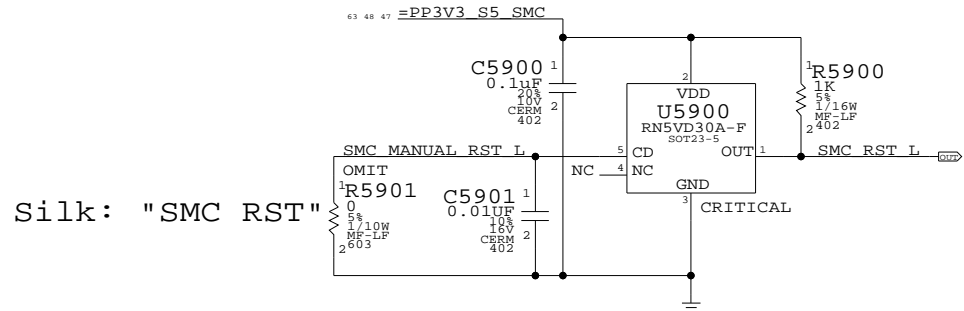 63 48 47 =PP3V3_S5_SMC
C5900 1
0.1uF
20%
10V 2
CERM
402
2
VDD
U5900
RN5VD30A-F
SOT23-5
5 CD
OUT 1
4 NC
GND
3
CRITICAL
1 R5900
1K
5%
1/16W
MF-LF
2 402
SMC_RST_L
OUT
SMC_MANUAL_RST_L
NC
OMIT
1 R5901
0
5%
1/10W
MF-LF
2 603
Silk: "SMC RST"
C5901 1
0.01UF
10%
16V 2
CERM
402